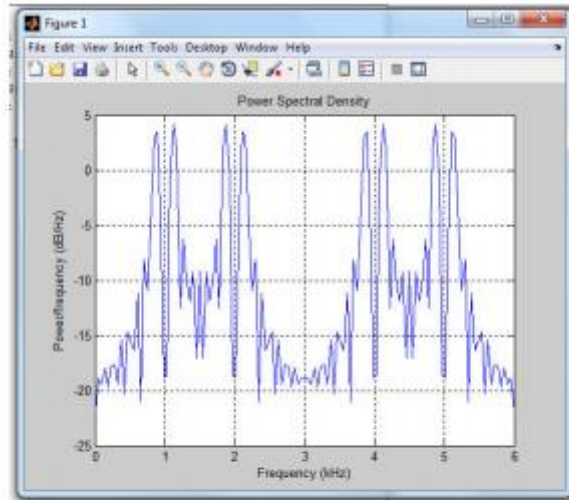 Figure 1
File Edit View Insert Tools Desktop Window Help
Power Spectral Density
5
0
-5
-10
-15
-20
-25
Power/frequency (dB/Hz)
0 1 2 3 4 5 6
Frequency (kHz)